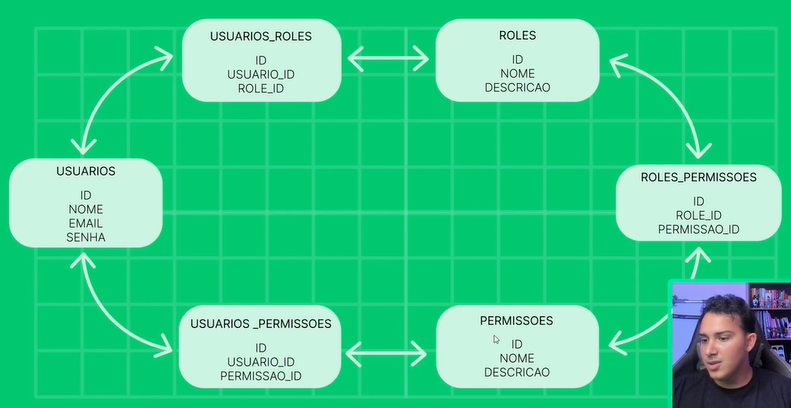 USUARIOS_ROLES
ID
USUARIO_ID
ROLE_ID
ROLES
ID
NOME
DESCRICAO
USUARIOS
ID
NOME
EMAIL
SENHA
ROLES_PERMISSOES
ID
ROLE_ID
PERMISSAO_ID
USUARIOS _PERMISSOES
ID
USUARIO_ID
PERMISSAO_ID
PERMISSOES
ID
NOME
DESCRICAO